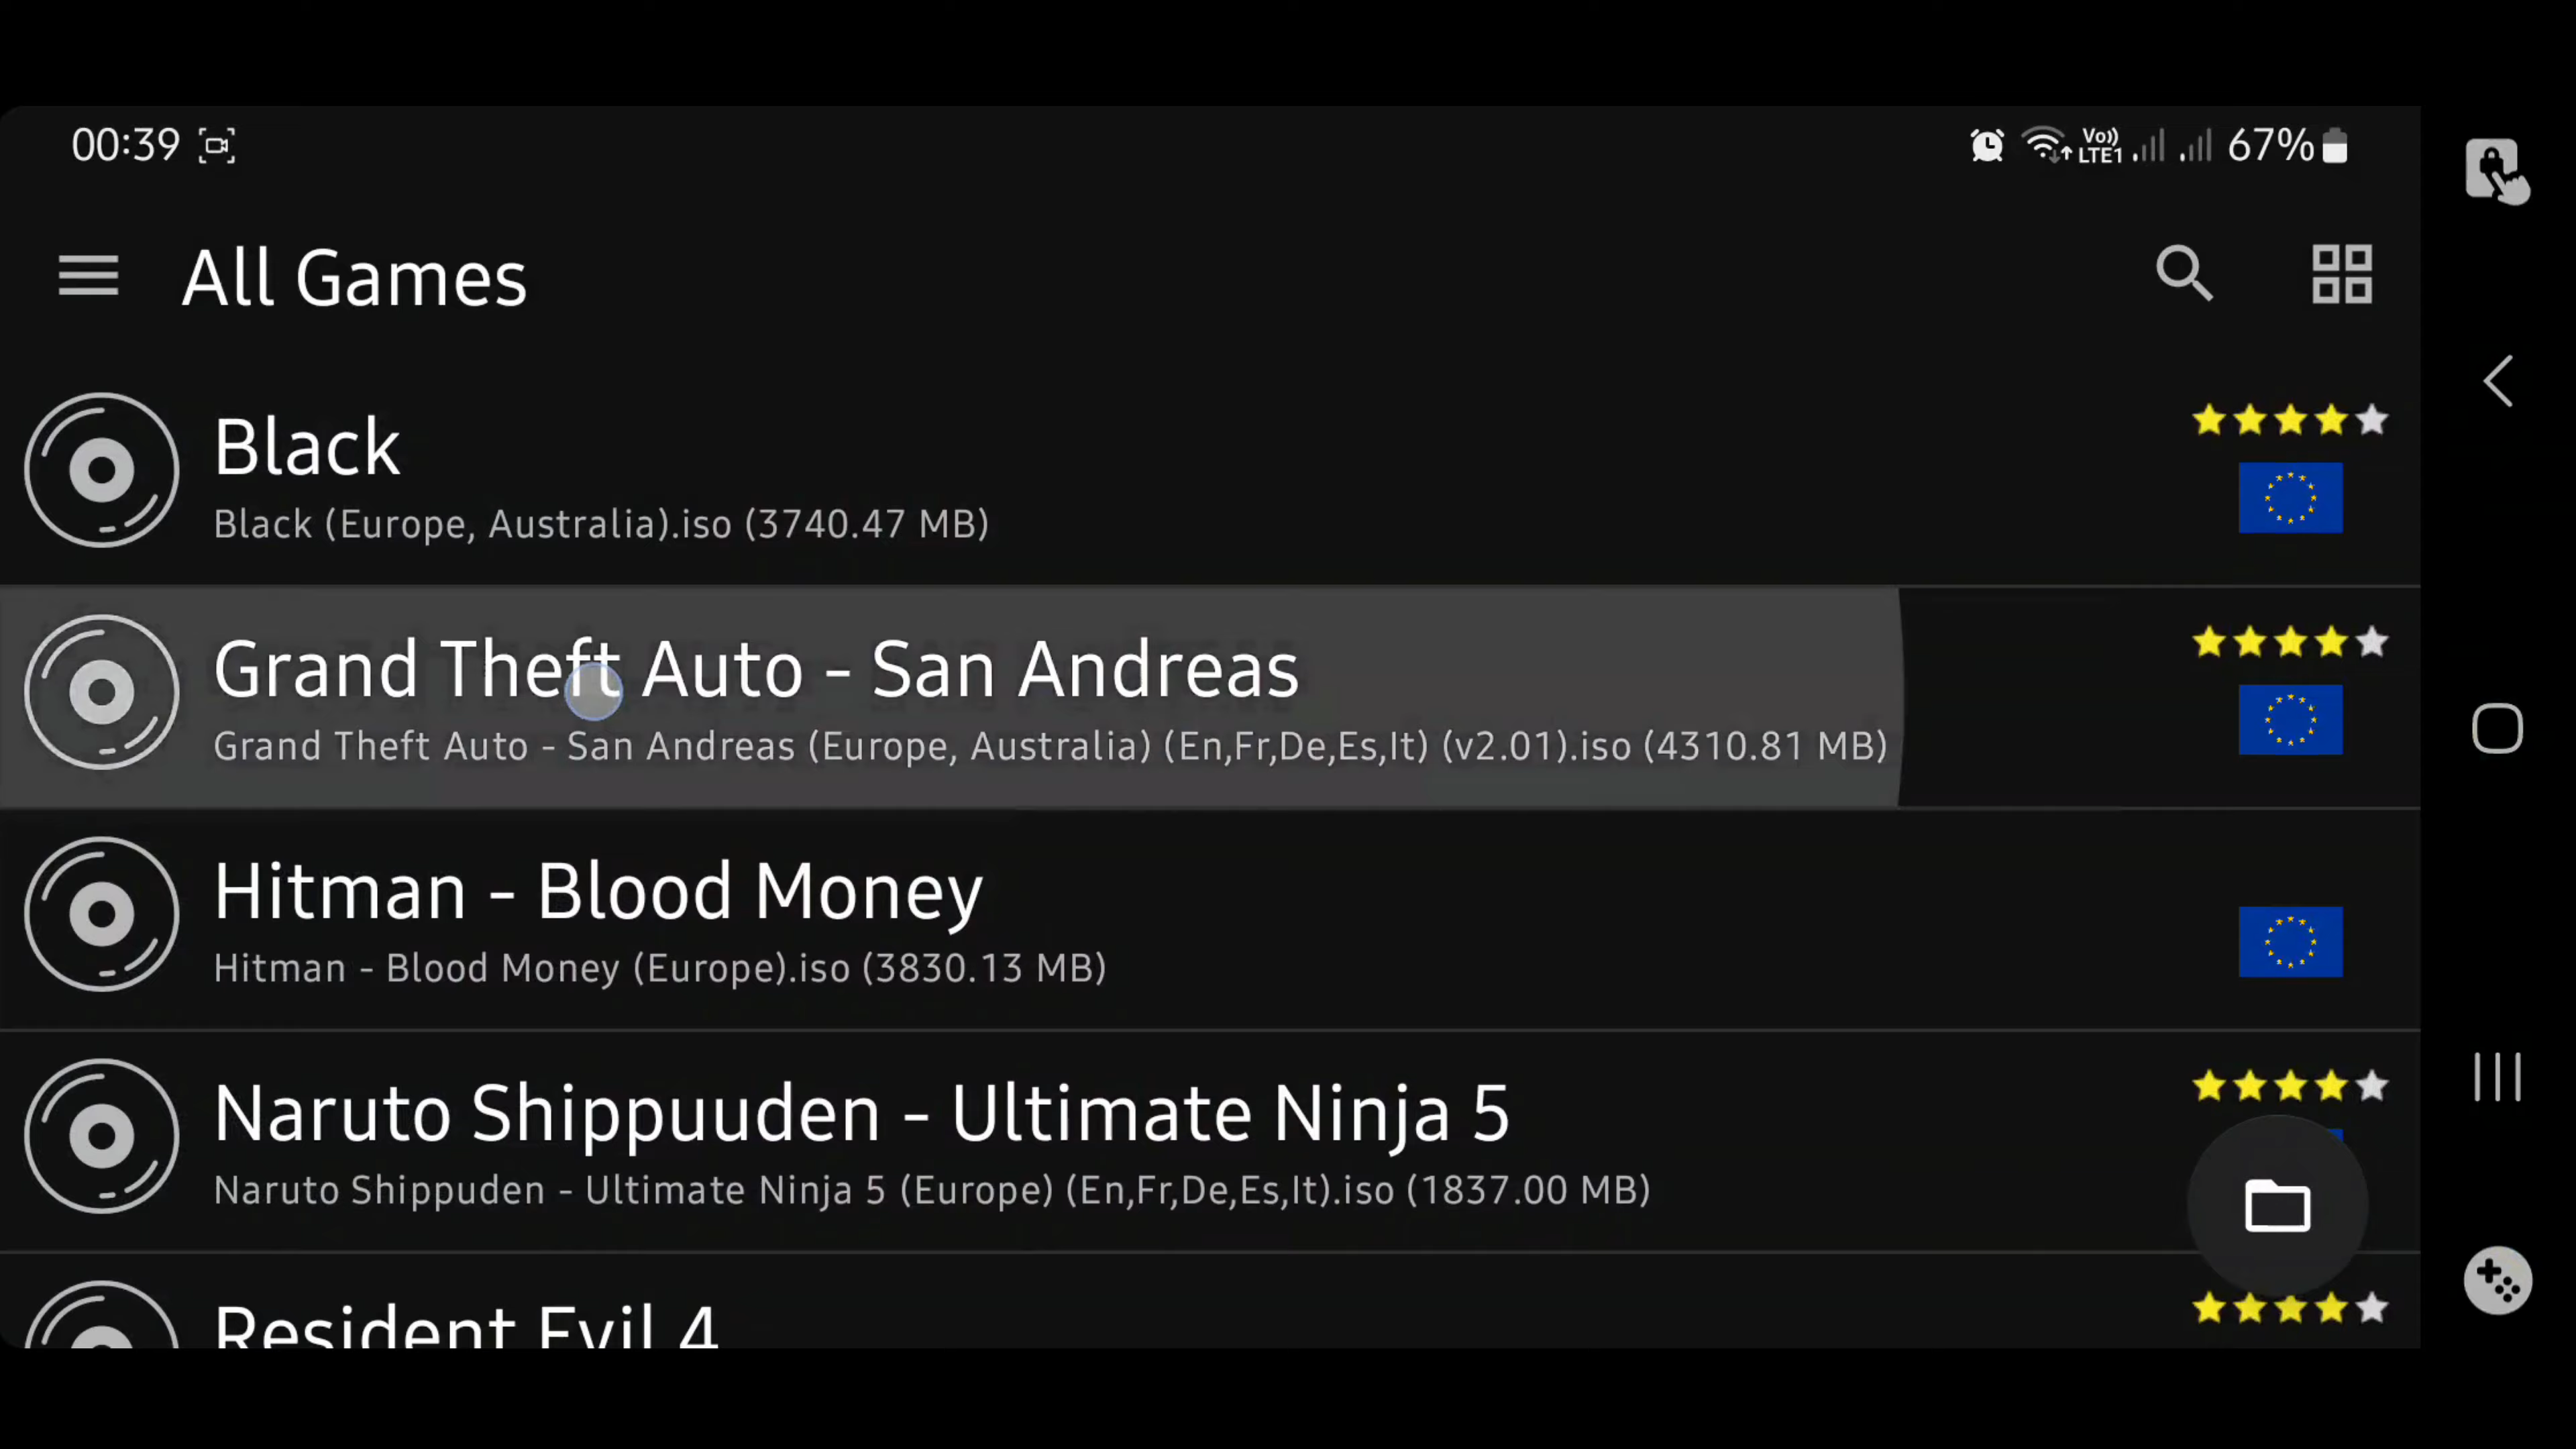 00:39
Vo)) LTE1 67%
All Games
Black
Black (Europe, Australia).iso (3740.47 MB)
Grand Theft Auto - San Andreas
Grand Theft Auto - San Andreas (Europe, Australia) (En,Fr,De,Es,It) (v2.01).iso (4310.81 MB)
Hitman - Blood Money
Hitman - Blood Money (Europe).iso (3830.13 MB)
Naruto Shippuuden - Ultimate Ninja 5
Naruto Shippuden - Ultimate Ninja 5 (Europe) (En,Fr,De,Es,It).iso (1837.00 MB)
Resident Evil 4